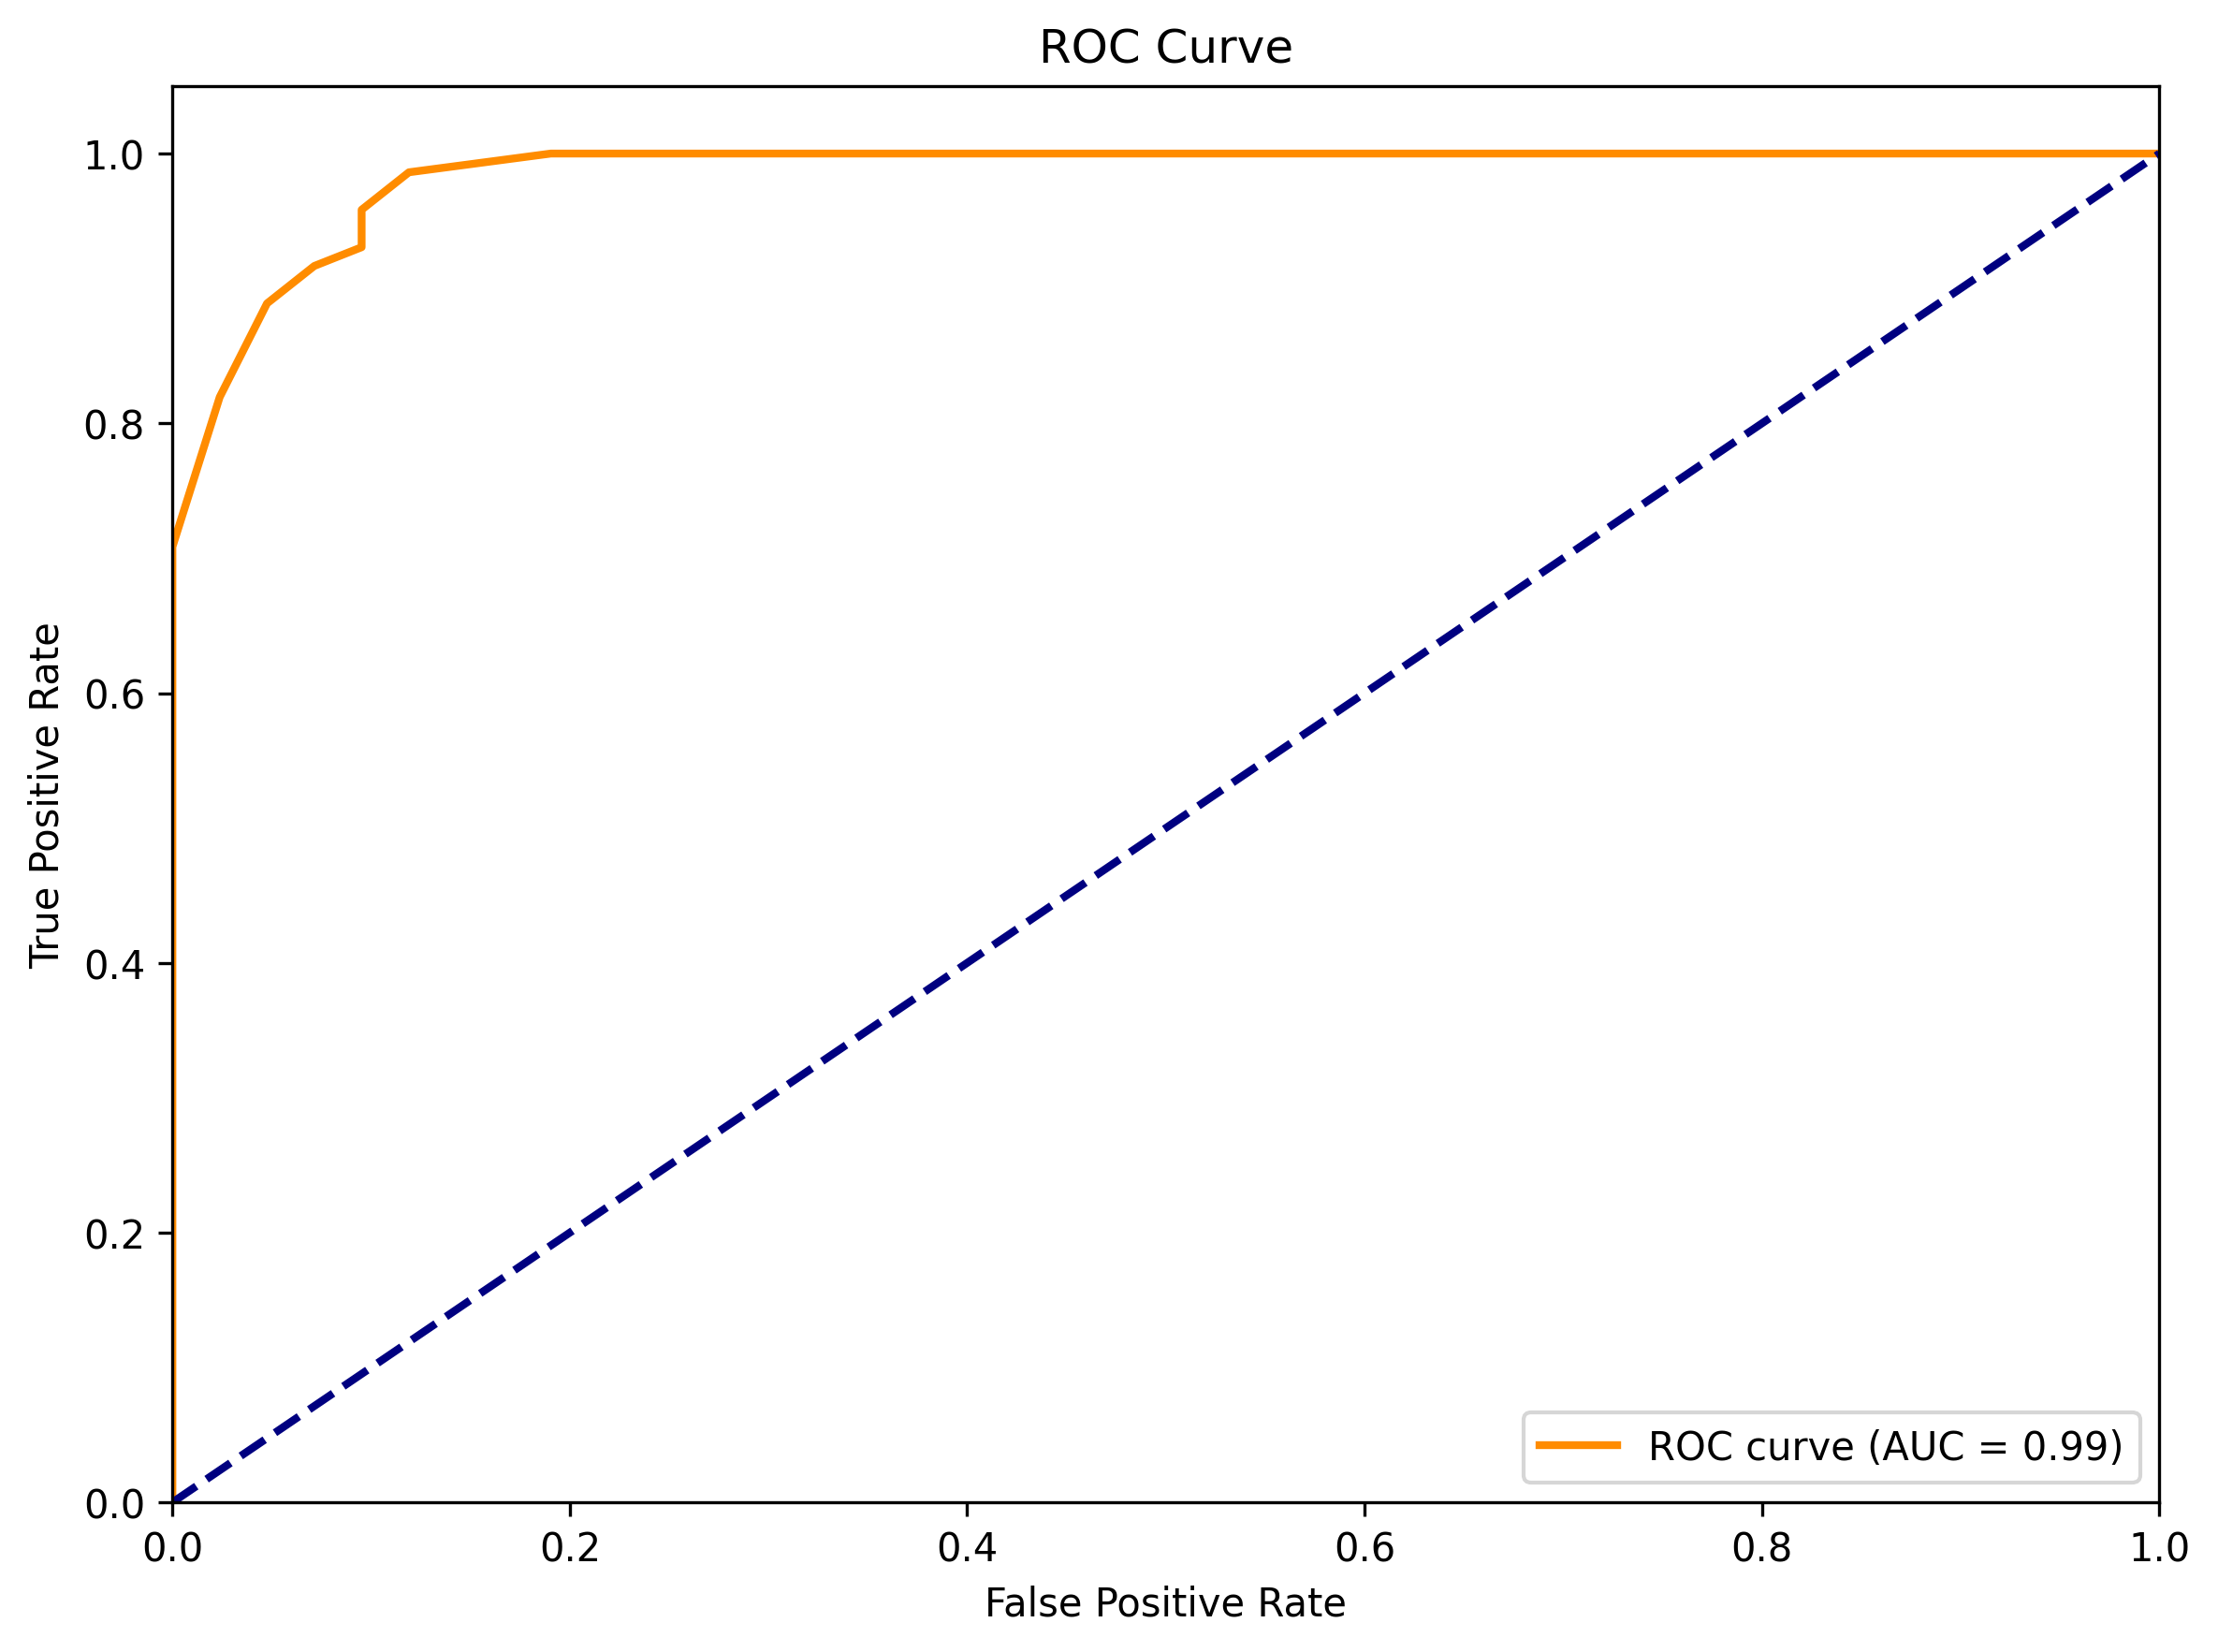 ROC Curve
True Positive Rate
1.0
0.8
0.6
0.4
0.2
0.0
0.0 0.2 0.4 0.6 0.8 1.0
False Positive Rate
ROC curve (AUC = 0.99)